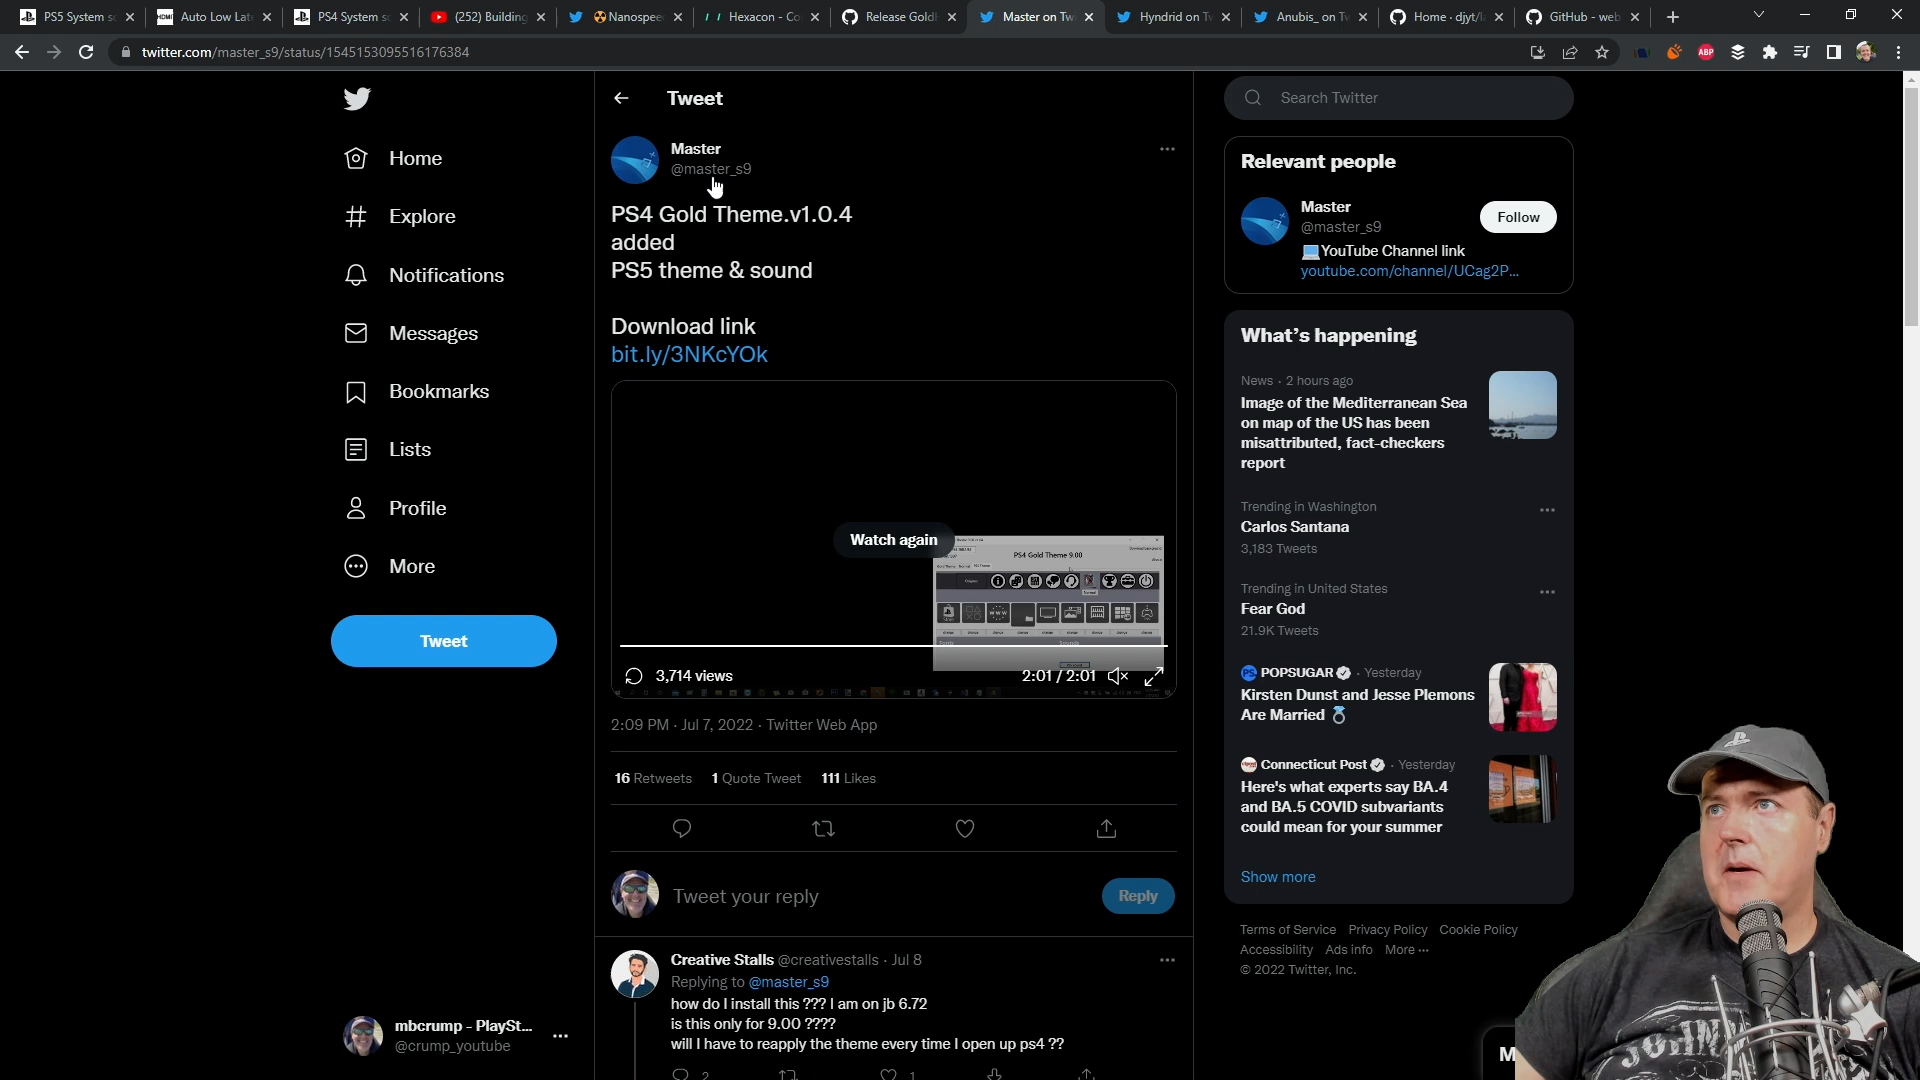 PS5 System so
Auto Low Lat
PS4 System so
(252) Building
Nanospee
Hexacon - Co
Release Goldh
Master on Tw
Hyndrid on Tw
Anubis_ on Tw
Home · djyt/l
GitHub - web
twitter.com/master_s9/status/1545153095516176384
ABP
Home
Explore
Notifications
Messages
Bookmarks
Lists
Profile
More
Tweet
mbcrump - PlaySt...
@crump_youtube
Tweet
Master
@master_s9
PS4 Gold Theme.v1.0.4
added
PS5 theme & sound
Download link
bit.ly/3NKcYOk
Watch again
PS4 Gold Theme 9.00
3,714 views
2:01 / 2:01
2:09 PM · Jul 7, 2022 · Twitter Web App
16 Retweets 1 Quote Tweet 111 Likes
Tweet your reply
Reply
Creative Stalls @creativestalls · Jul 8
Replying to @master_s9
how do I install this ??? I am on jb 6.72
is this only for 9.00 ????
will I have to reapply the theme every time I open up ps4 ??
2
1
Search Twitter
Relevant people
Master
@master_s9
Follow
YouTube Channel link
youtube.com/channel/UCag2P...
What's happening
News · 2 hours ago
Image of the Mediterranean Sea
on map of the US has been
misattributed, fact-checkers
report
Trending in Washington
Carlos Santana
3,183 Tweets
Trending in United States
Fear God
21.9K Tweets
POPSUGAR · Yesterday
Kirsten Dunst and Jesse Plemons
Are Married
Connecticut Post · Yesterday
Here's what experts say BA.4
and BA.5 COVID subvariants
could mean for your summer
Show more
Terms of Service Privacy Policy Cookie Policy
Accessibility Ads info More ···
© 2022 Twitter, Inc.